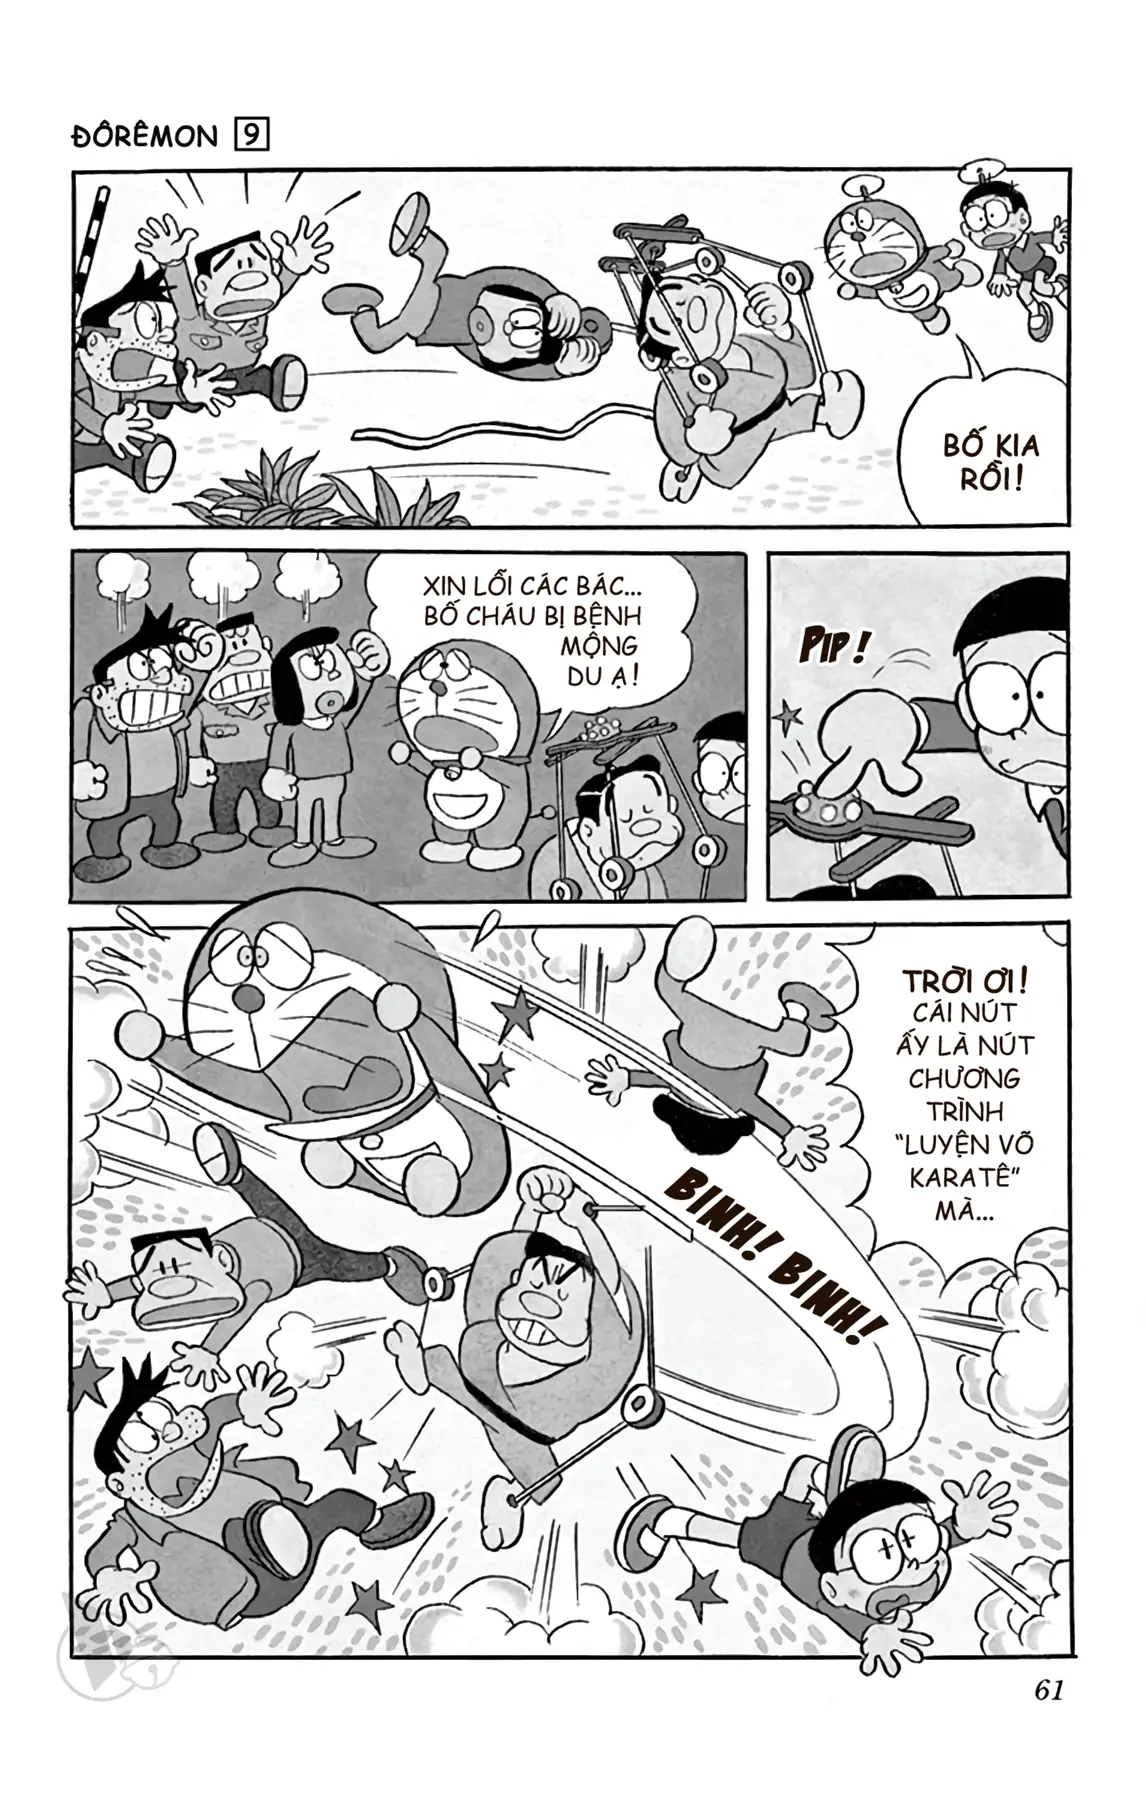 ĐÔRÊMON 9
BỐ KIA
RỒI!
XIN LỖI CÁC BÁC...
BỐ CHÁU BỊ BỆNH
MỘNG
DU Ạ!
PIP!
TRỜI ƠI!
CÁI NÚT
ẤY LÀ NÚT
CHƯƠNG
TRÌNH
“LUYỆN VÕ
KARATÊ”
MÀ...
BINH! BINH!
61